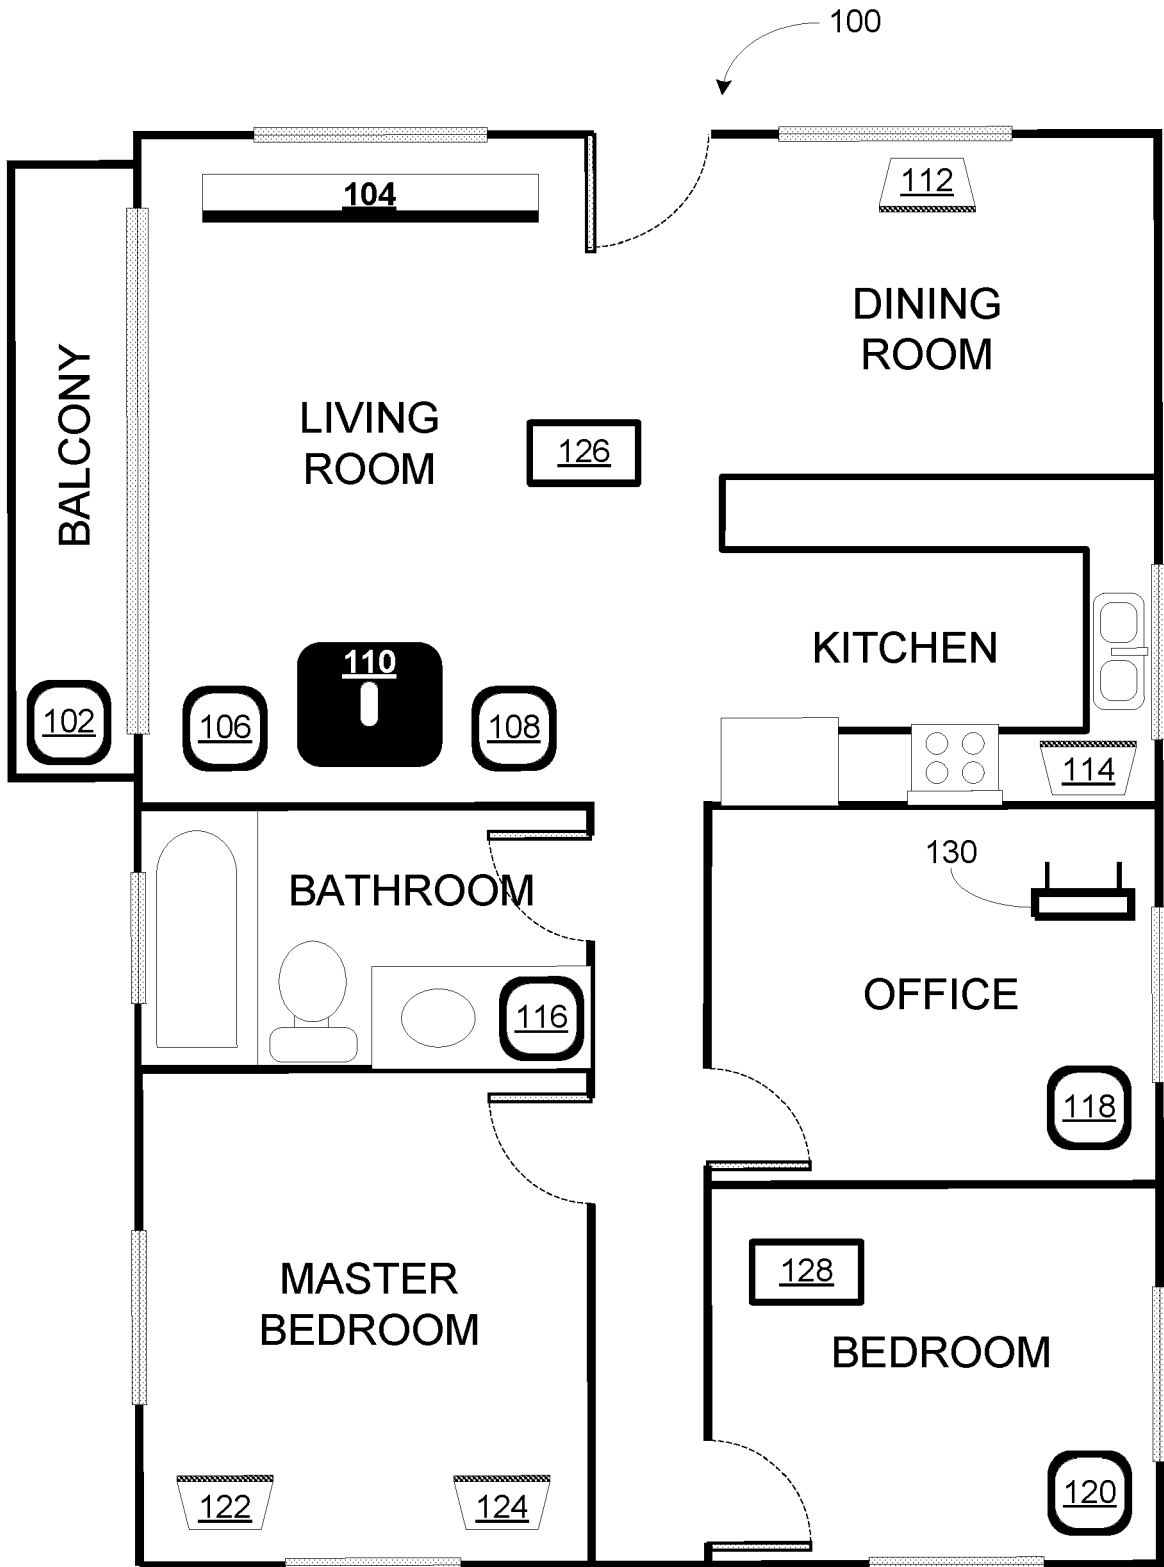 100
104
112
DINING
ROOM
BALCONY
LIVING
ROOM
126
KITCHEN
110
102
106
108
114
130
BATHROOM
OFFICE
116
118
MASTER
BEDROOM
128
BEDROOM
122
124
120